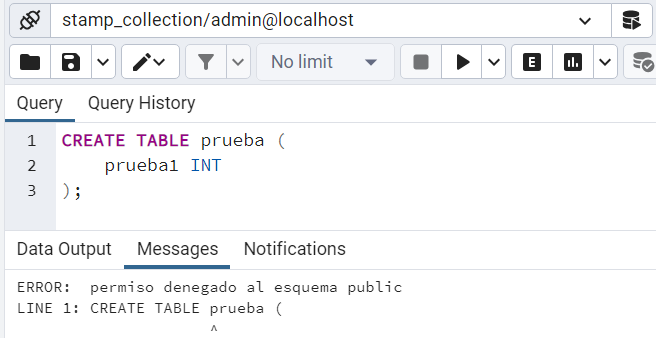 stamp_collection/admin@localhost
No limit
E
Query Query History
1 CREATE TABLE prueba (
2 prueba1 INT
3 );
Data Output Messages Notifications
ERROR:  permiso denegado al esquema public
LINE 1: CREATE TABLE prueba (
^